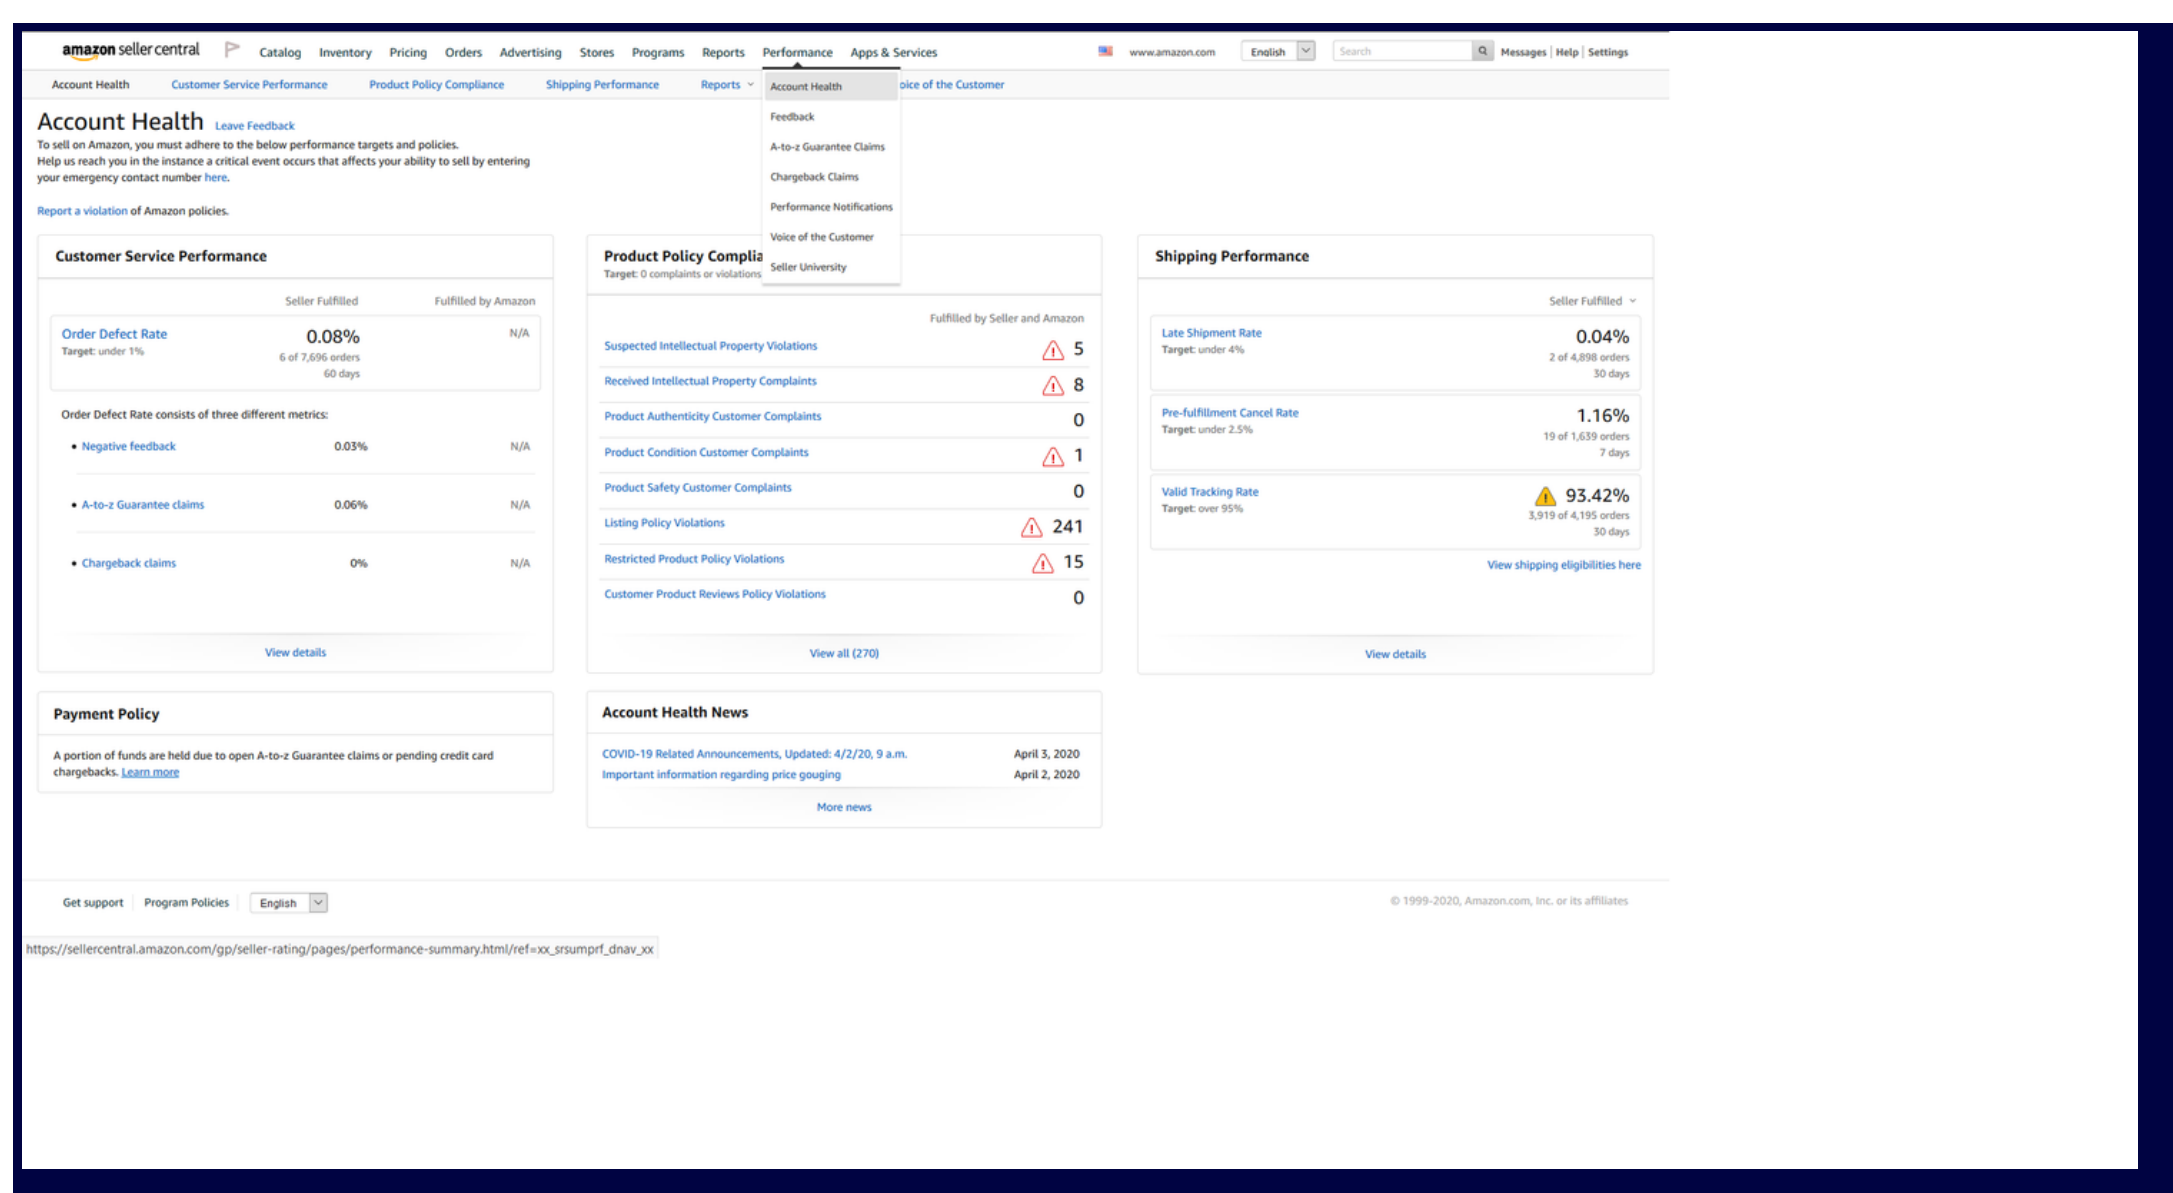 amazon seller central
Catalog Inventory Pricing Orders Advertising Stores Programs Reports Performance Apps & Services
www.amazon.com English Search Messages | Help | Settings
Account Health Customer Service Performance Product Policy Compliance Shipping Performance Reports oice of the Customer
Account Health
Feedback
A-to-z Guarantee Claims
Chargeback Claims
Performance Notifications
Voice of the Customer
Seller University
Account Health Leave Feedback
To sell on Amazon, you must adhere to the below performance targets and policies.
Help us reach you in the instance a critical event occurs that affects your ability to sell by entering
your emergency contact number here.
Report a violation of Amazon policies.
Customer Service Performance
Seller Fulfilled Fulfilled by Amazon
Order Defect Rate 0.08% N/A
Target: under 1%
6 of 7,696 orders
60 days
Order Defect Rate consists of three different metrics:
• Negative feedback 0.03% N/A
• A-to-z Guarantee claims 0.06% N/A
• Chargeback claims 0% N/A
View details
Product Policy Complia
Target: 0 complaints or violations
Fulfilled by Seller and Amazon
Suspected Intellectual Property Violations 5
Received Intellectual Property Complaints 8
Product Authenticity Customer Complaints 0
Product Condition Customer Complaints 1
Product Safety Customer Complaints 0
Listing Policy Violations 241
Restricted Product Policy Violations 15
Customer Product Reviews Policy Violations 0
View all (270)
Shipping Performance
Seller Fulfilled
Late Shipment Rate 0.04%
Target: under 4%
2 of 4,898 orders
30 days
Pre-fulfillment Cancel Rate 1.16%
Target: under 2.5%
19 of 1,639 orders
7 days
Valid Tracking Rate 93.42%
Target: over 95%
3,919 of 4,195 orders
30 days
View shipping eligibilities here
View details
Payment Policy
A portion of funds are held due to open A-to-z Guarantee claims or pending credit card
chargebacks. Learn more
Account Health News
COVID-19 Related Announcements, Updated: 4/2/20, 9 a.m. April 3, 2020
Important information regarding price gouging April 2, 2020
More news
Get support Program Policies English
© 1999-2020, Amazon.com, Inc. or its affiliates
https://sellercentral.amazon.com/gp/seller-rating/pages/performance-summary.html/ref=xx_srsumprf_dnav_xx